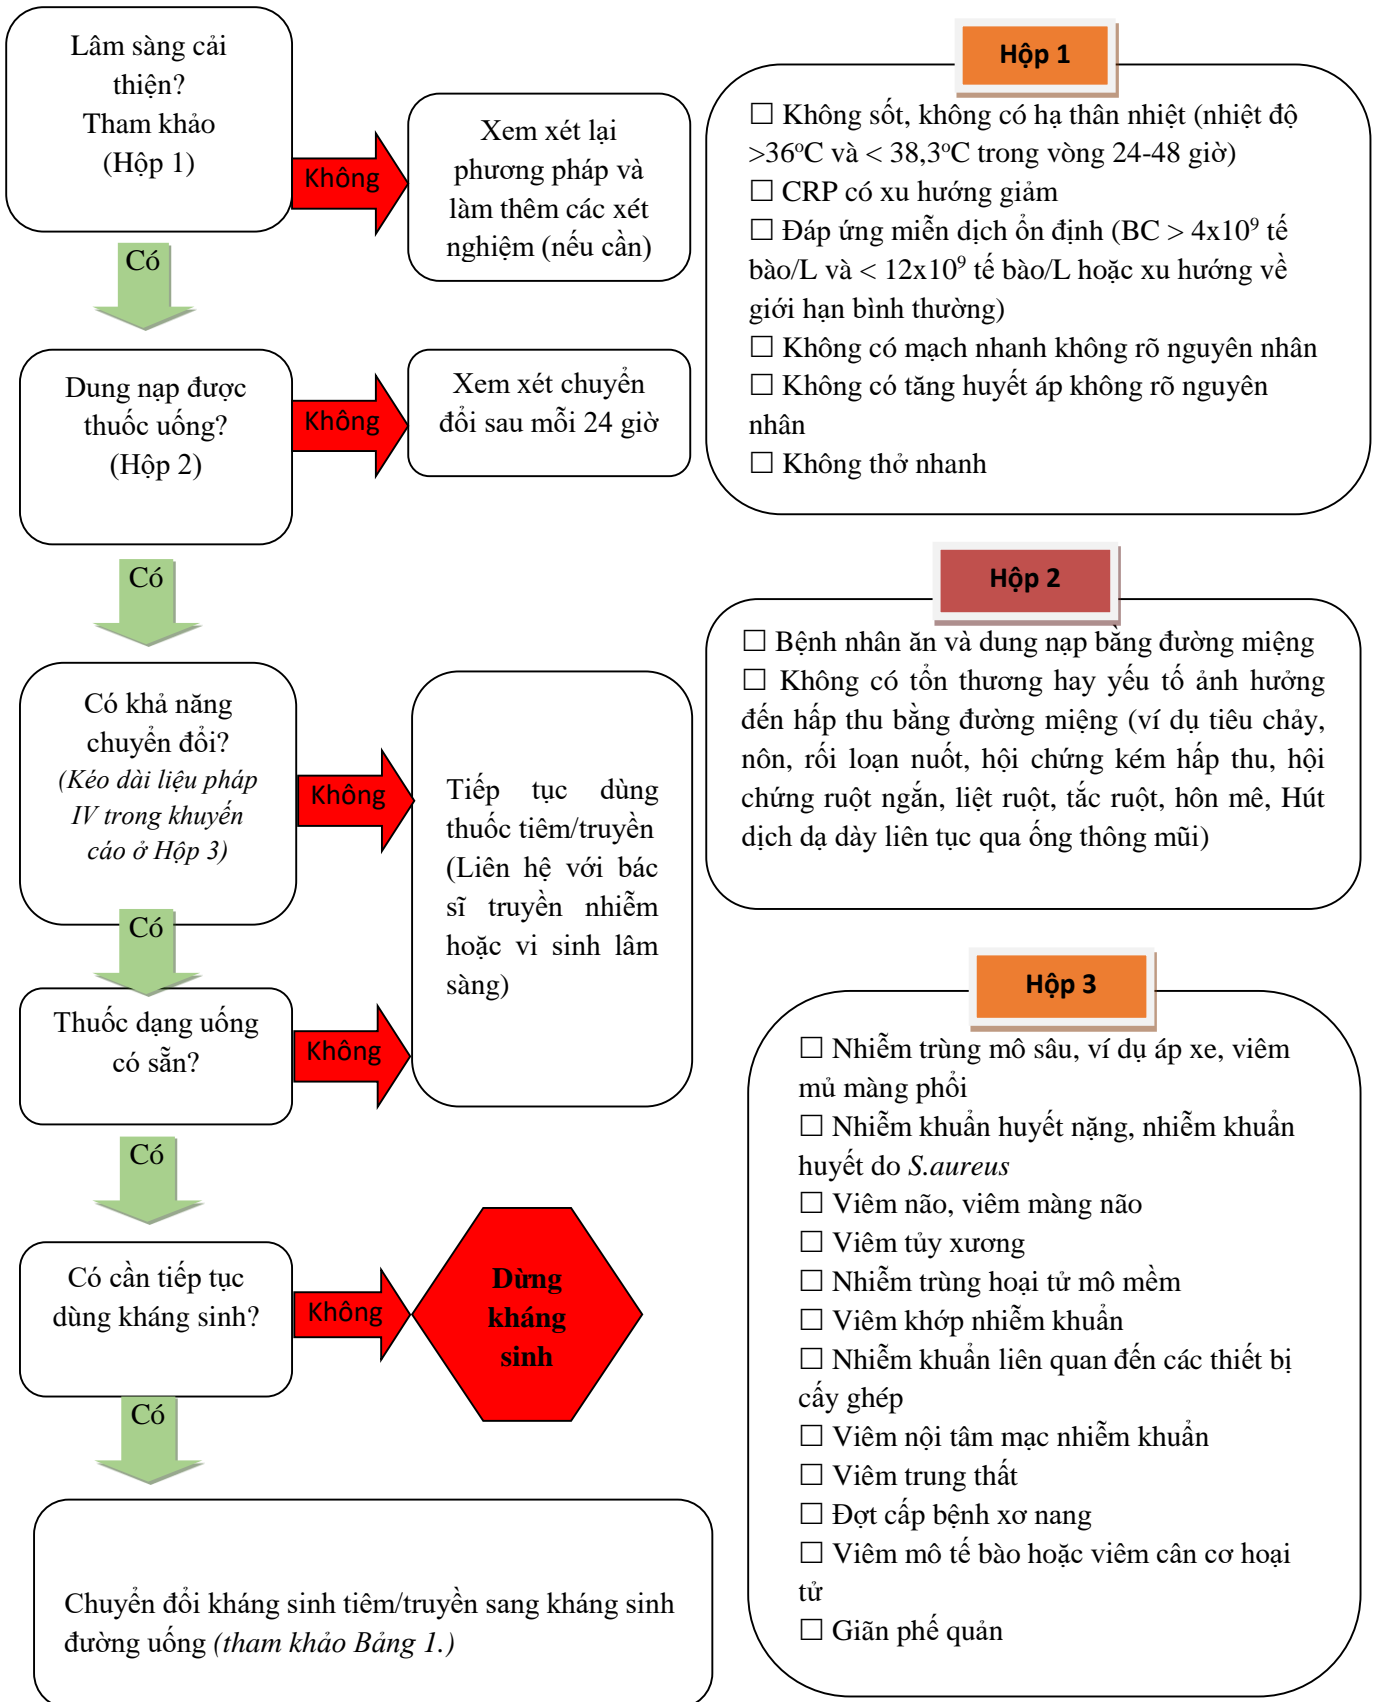 Lâm sàng cải
thiện?
Tham khảo
(Hộp 1)
Không
Xem xét lại
phương pháp và
làm thêm các xét
nghiệm (nếu cần)
Có
Dung nạp được
thuốc uống?
(Hộp 2)
Không
Xem xét chuyển
đổi sau mỗi 24 giờ
Có
Có khả năng
chuyển đổi?
(Kéo dài liệu pháp
IV trong khuyến
cáo ở Hộp 3)
Không
Tiếp tục dùng
thuốc tiêm/truyền
(Liên hệ với bác
sĩ truyền nhiễm
hoặc vi sinh lâm
sàng)
Có
Thuốc dạng uống
có sẵn?
Không
Có
Có cần tiếp tục
dùng kháng sinh?
Không
Dừng
kháng
sinh
Có
Chuyển đổi kháng sinh tiêm/truyền sang kháng sinh
đường uống (tham khảo Bảng 1.)
Hộp 1
☐ Không sốt, không có hạ thân nhiệt (nhiệt độ
>36ºC và < 38,3ºC trong vòng 24-48 giờ)
☐ CRP có xu hướng giảm
☐ Đáp ứng miễn dịch ổn định (BC > 4x10⁹ tế
bào/L và < 12x10⁹ tế bào/L hoặc xu hướng về
giới hạn bình thường)
☐ Không có mạch nhanh không rõ nguyên nhân
☐ Không có tăng huyết áp không rõ nguyên
nhân
☐ Không thở nhanh
Hộp 2
☐ Bệnh nhân ăn và dung nạp bằng đường miệng
☐ Không có tổn thương hay yếu tố ảnh hưởng
đến hấp thu bằng đường miệng (ví dụ tiêu chảy,
nôn, rối loạn nuốt, hội chứng kém hấp thu, hội
chứng ruột ngắn, liệt ruột, tắc ruột, hôn mê, Hút
dịch dạ dày liên tục qua ống thông mũi)
Hộp 3
☐ Nhiễm trùng mô sâu, ví dụ áp xe, viêm
mủ màng phổi
☐ Nhiễm khuẩn huyết nặng, nhiễm khuẩn
huyết do S.aureus
☐ Viêm não, viêm màng não
☐ Viêm tủy xương
☐ Nhiễm trùng hoại tử mô mềm
☐ Viêm khớp nhiễm khuẩn
☐ Nhiễm khuẩn liên quan đến các thiết bị
cấy ghép
☐ Viêm nội tâm mạc nhiễm khuẩn
☐ Viêm trung thất
☐ Đợt cấp bệnh xơ nang
☐ Viêm mô tế bào hoặc viêm cân cơ hoại
tử
☐ Giãn phế quản